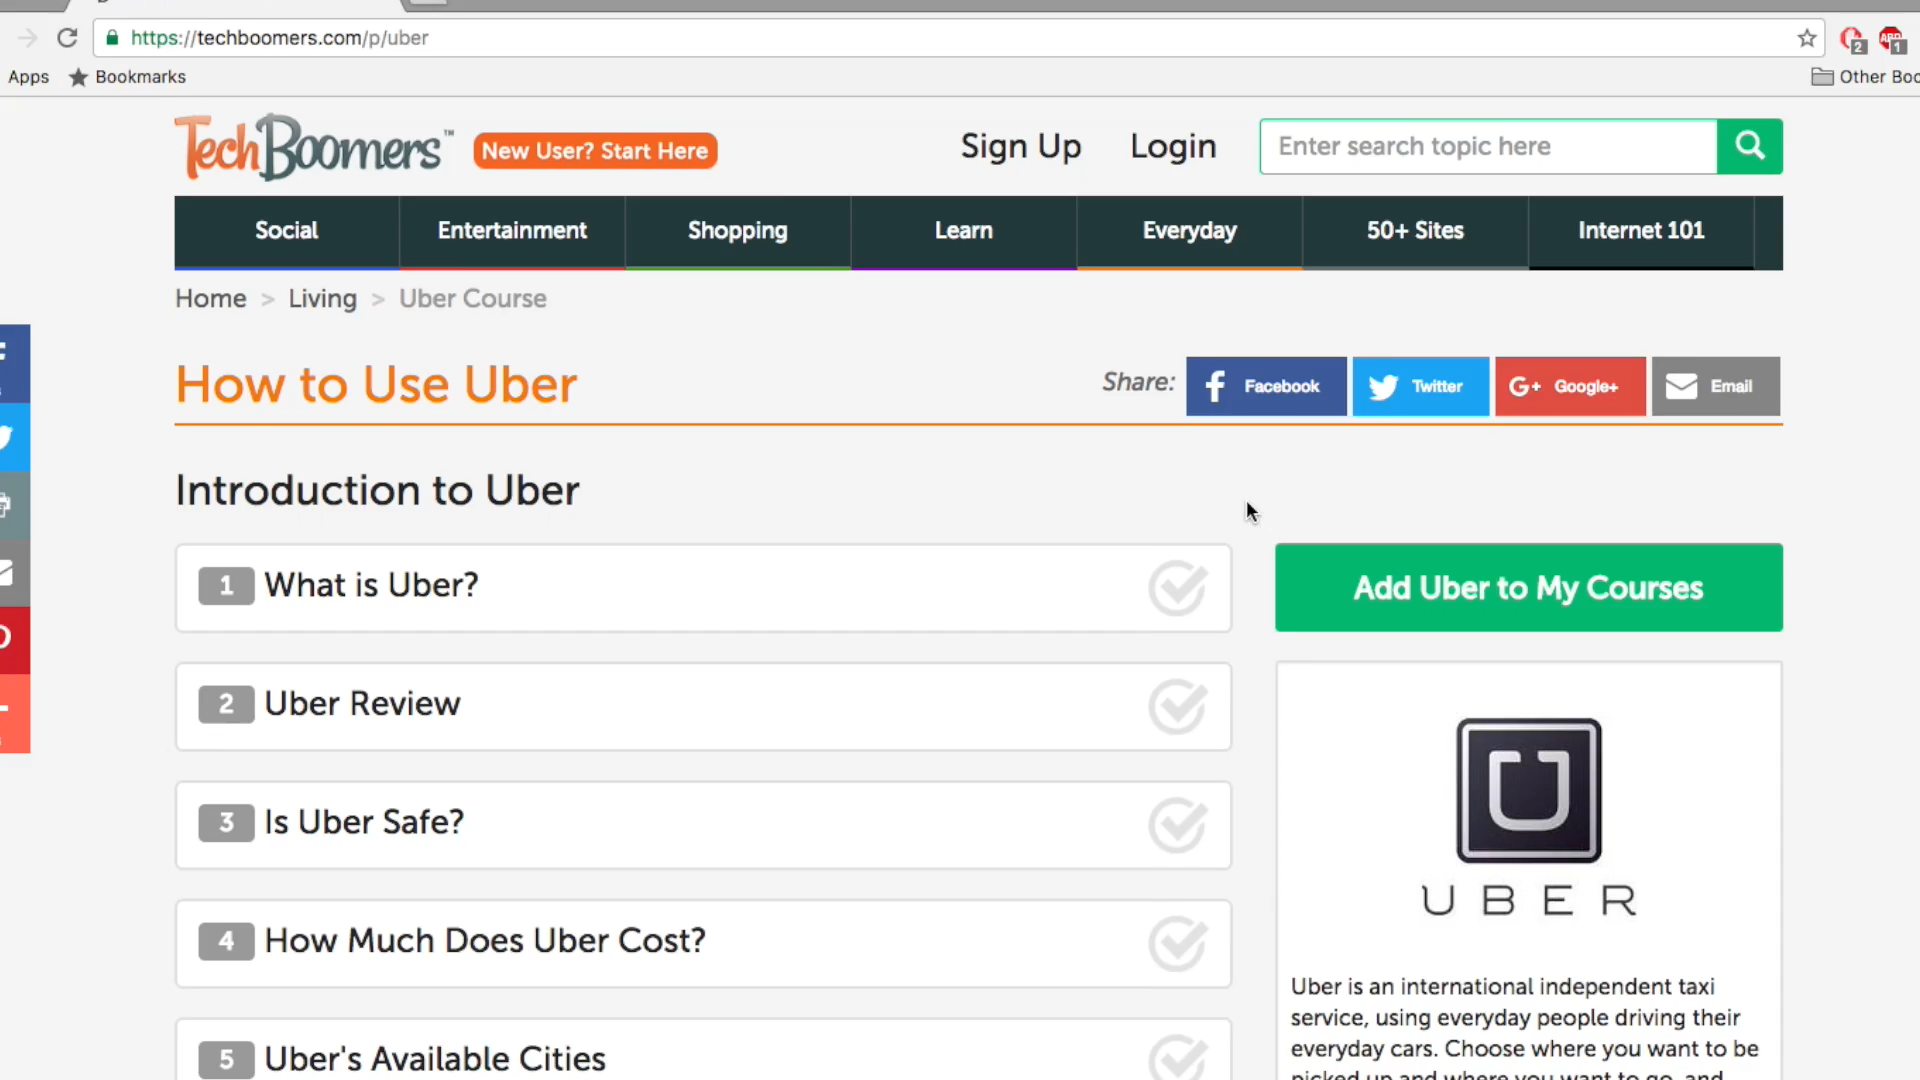 https://techboomers.com/p/uber
2
1
Apps
Bookmarks
Other Boo
TechBoomers™
New User? Start Here
Sign Up
Login
Enter search topic here
Social
Entertainment
Shopping
Learn
Everyday
50+ Sites
Internet 101
Home > Living > Uber Course
How to Use Uber
Share:
Facebook
Twitter
G+ Google+
Email
Introduction to Uber
1 What is Uber?
2 Uber Review
3 Is Uber Safe?
4 How Much Does Uber Cost?
5 Uber's Available Cities
Add Uber to My Courses
UBER
Uber is an international independent taxi
service, using everyday people driving their
everyday cars. Choose where you want to be
picked up and where you want to go, and